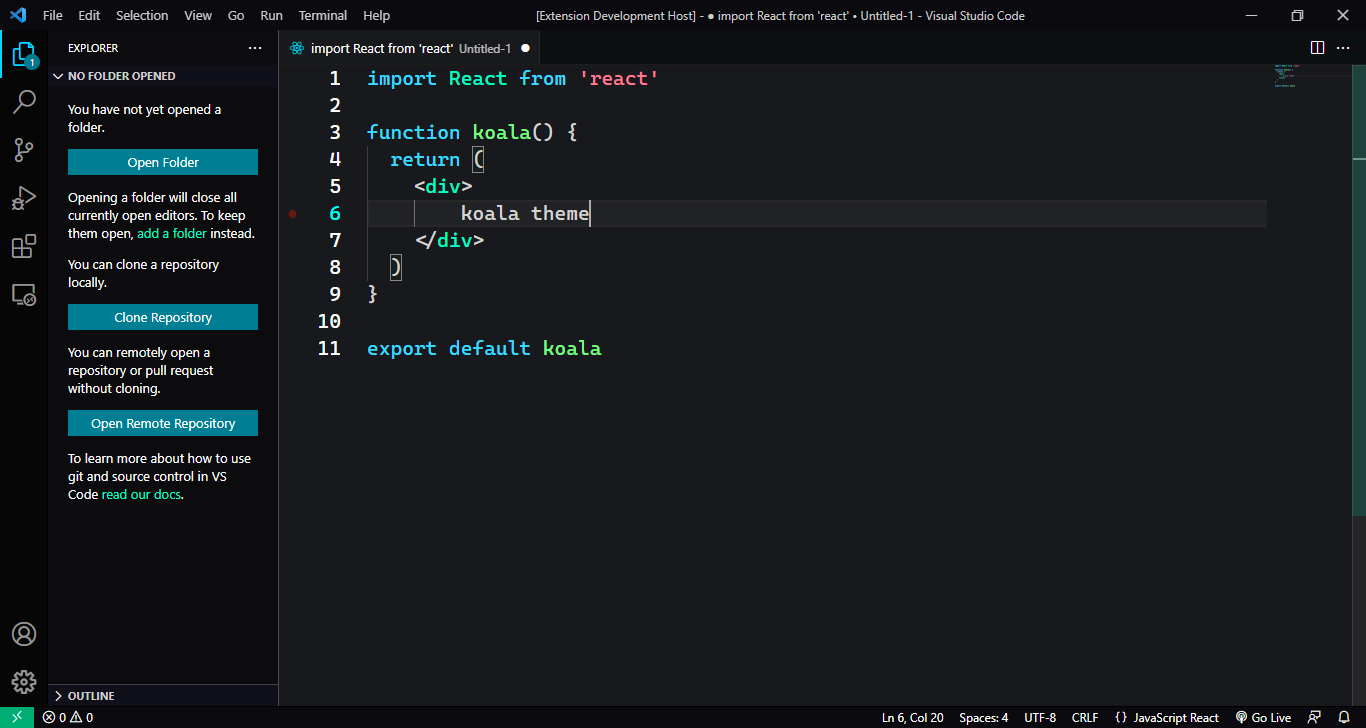 File Edit Selection View Go Run Terminal Help [Extension Development Host] - ● import React from 'react' • Untitled-1 - Visual Studio Code
EXPLORER
NO FOLDER OPENED
You have not yet opened a
folder.
Open Folder
Opening a folder will close all
currently open editors. To keep
them open, add a folder instead.
You can clone a repository
locally.
Clone Repository
You can remotely open a
repository or pull request
without cloning.
Open Remote Repository
To learn more about how to use
git and source control in VS
Code read our docs.
OUTLINE
1
import React from 'react' Untitled-1 ●
1 import React from 'react'
2
3 function koala() {
4   return (
5     <div>
6         koala theme
7     </div>
8   )
9 }
10
11 export default koala
0 0 Ln 6, Col 20 Spaces: 4 UTF-8 CRLF {} JavaScript React Go Live